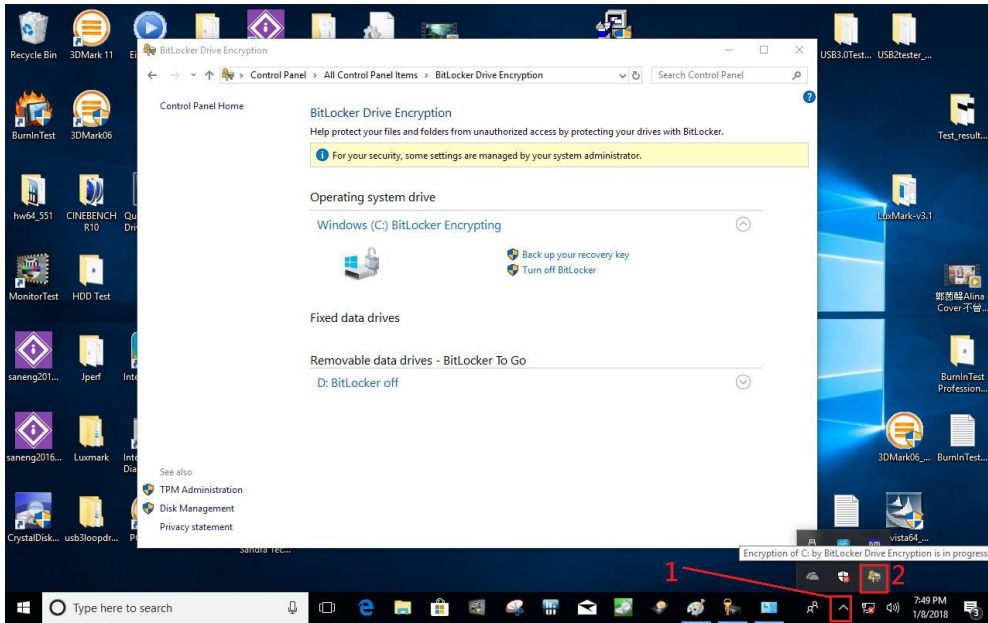 Recycle Bin
3DMark 11
USB3.0Test...
USB2tester_...
BitLocker Drive Encryption
Control Panel > All Control Panel Items > BitLocker Drive Encryption
Search Control Panel
Control Panel Home
BitLocker Drive Encryption
Help protect your files and folders from unauthorized access by protecting your drives with BitLocker.
For your security, some settings are managed by your system administrator.
Operating system drive
Windows (C:) BitLocker Encrypting
Back up your recovery key
Turn off BitLocker
Fixed data drives
Removable data drives - BitLocker To Go
D: BitLocker off
See also
TPM Administration
Disk Management
Privacy statement
BurnInTest
3DMark06
Test_result...
hw64_551
CINEBENCH
R10
LuxMark-v3.1
MonitorTest
HDD Test
Cover
saneng201...
Jperf
BurnInTest
Profession...
saneng2016...
Luxmark
3DMark06_...
BurnInTest...
CrystalDisk...
usb3loopdr...
vista64_...
Sandra Tec...
Encryption of C: by BitLocker Drive Encryption is in progress
1
2
Type here to search
7:49 PM
1/8/2018
3